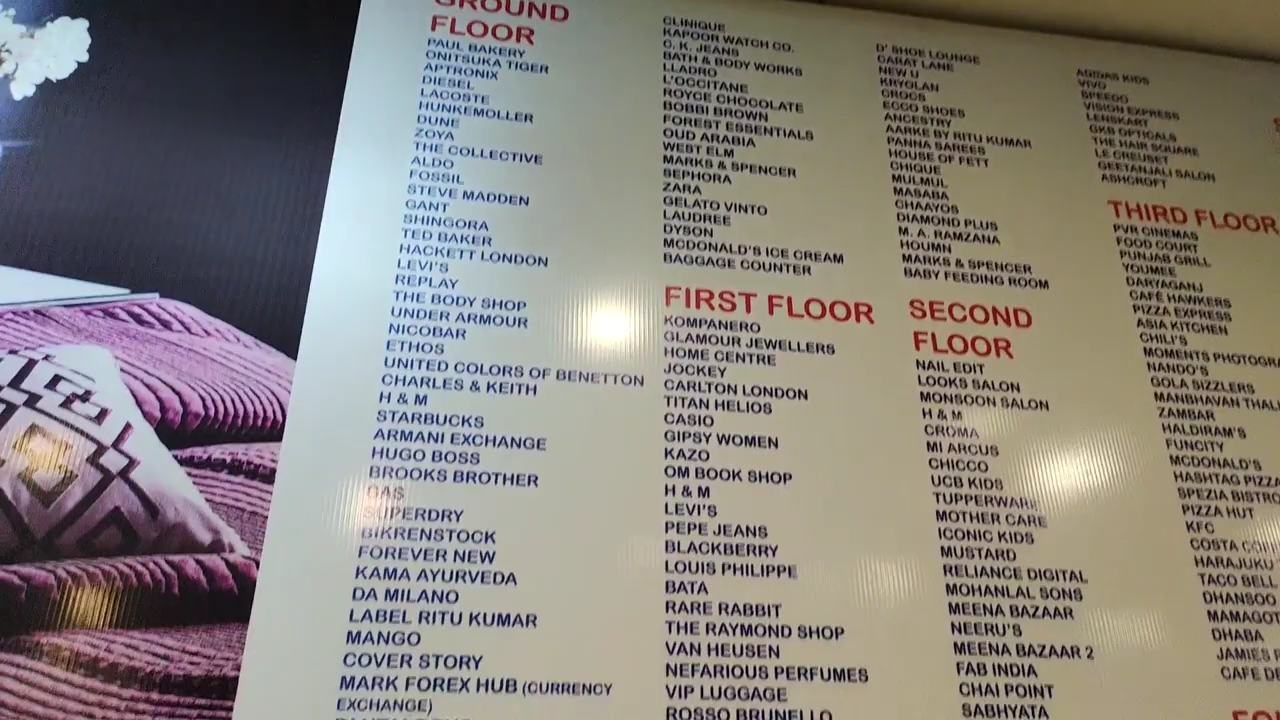 GROUND
FLOOR
PAUL BAKERY
ONITSUKA TIGER
APTRONIX
DIESEL
LACOSTE
HUNKEMOLLER
DUNE
ZOYA
THE COLLECTIVE
ALDO
FOSSIL
STEVE MADDEN
GANT
SHINGORA
TED BAKER
HACKETT LONDON
LEVI'S
REPLAY
THE BODY SHOP
UNDER ARMOUR
NICOBAR
ETHOS
UNITED COLORS OF BENETTON
CHARLES & KEITH
H & M
STARBUCKS
ARMANI EXCHANGE
HUGO BOSS
BROOKS BROTHER
GAS
SUPERDRY
BIKRENSTOCK
FOREVER NEW
KAMA AYURVEDA
DA MILANO
LABEL RITU KUMAR
MANGO
COVER STORY
MARK FOREX HUB (CURRENCY
EXCHANGE)
CLINIQUE
KAPOOR WATCH CO.
C. K. JEANS
BATH & BODY WORKS
LLADRO
L'OCCITANE
ROYCE CHOCOLATE
BOBBI BROWN
FOREST ESSENTIALS
OUD ARABIA
WEST ELM
MARKS & SPENCER
SEPHORA
ZARA
GELATO VINTO
LAUDREE
DYSON
MCDONALD'S ICE CREAM
BAGGAGE COUNTER
FIRST FLOOR
KOMPANERO
GLAMOUR JEWELLERS
HOME CENTRE
JOCKEY
CARLTON LONDON
TITAN HELIOS
CASIO
GIPSY WOMEN
KAZO
OM BOOK SHOP
H & M
LEVI'S
PEPE JEANS
BLACKBERRY
LOUIS PHILIPPE
BATA
RARE RABBIT
THE RAYMOND SHOP
VAN HEUSEN
NEFARIOUS PERFUMES
VIP LUGGAGE
ROSSO BRUNELLO
D' SHOE LOUNGE
CARAT LANE
NEW U
KRYOLAN
CROCS
ECCO SHOES
ANCESTRY
AARKE BY RITU KUMAR
PANNA SAREES
HOUSE OF FETT
CHIQUE
MULMUL
MASABA
CHAAYOS
DIAMOND PLUS
M. A. RAMZANA
HOUMN
MARKS & SPENCER
BABY FEEDING ROOM
SECOND
FLOOR
NAIL EDIT
LOOKS SALON
MONSOON SALON
H & M
CROMA
MI ARCUS
CHICCO
UCB KIDS
TUPPERWARE
MOTHER CARE
ICONIC KIDS
MUSTARD
RELIANCE DIGITAL
MOHANLAL SONS
MEENA BAZAAR
NEERU'S
MEENA BAZAAR 2
FAB INDIA
CHAI POINT
SABHYATA
ADIDAS KIDS
VIVO
SPEEDO
VISION EXPRESS
LENSKART
GKB OPTICALS
THE HAIR SQUARE
LE CREUSET
GEETANJALI SALON
ASHCROFT
THIRD FLOOR
PVR CINEMAS
FOOD COURT
PUNJAB GRILL
YOUMEE
DARYAGANJ
CAFÉ HAWKERS
PIZZA EXPRESS
ASIA KITCHEN
CHILI'S
MOMENTS PHOTOGRA
NANDO'S
GOLA SIZZLERS
MANBHAVAN THALI
ZAMBAR
HALDIRAM'S
FUNCITY
MCDONALD'S
HASHTAG PIZZA
SPEZIA BISTRO
PIZZA HUT
KFC
COSTA
HARAJUKU
TACO BELL
DHANSOO
MAMAGOT
DHABA
JAMIES
CAFE